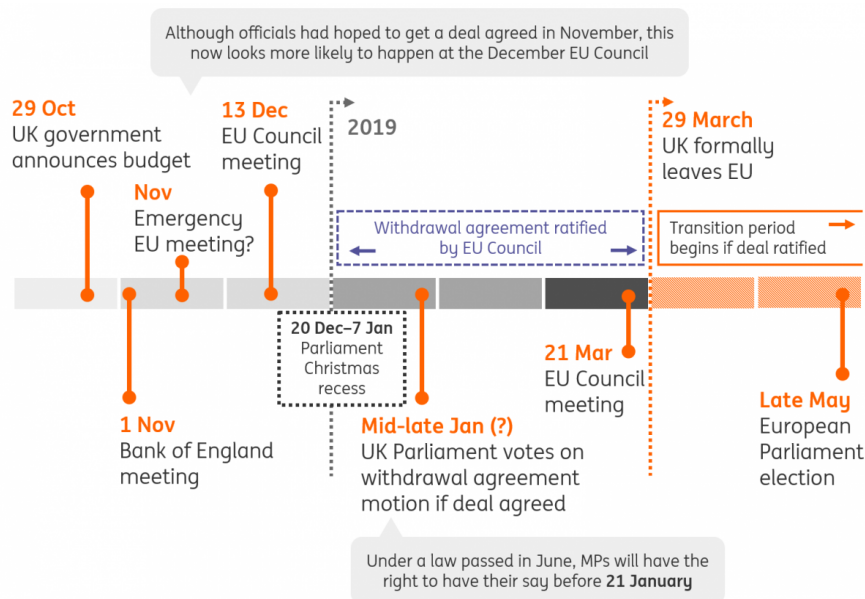 Although officials had hoped to get a deal agreed in November, this
now looks more likely to happen at the December EU Council
29 Oct
UK government
announces budget
Nov
Emergency
EU meeting?
13 Dec
EU Council
meeting
2019
29 March
UK formally
leaves EU
Withdrawal agreement ratified
by EU Council
Transition period
begins if deal ratified
20 Dec–7 Jan
Parliament
Christmas
recess
1 Nov
Bank of England
meeting
Mid-late Jan (?)
UK Parliament votes on
withdrawal agreement
motion if deal agreed
21 Mar
EU Council
meeting
Late May
European
Parliament
election
Under a law passed in June, MPs will have the
right to have their say before 21 January